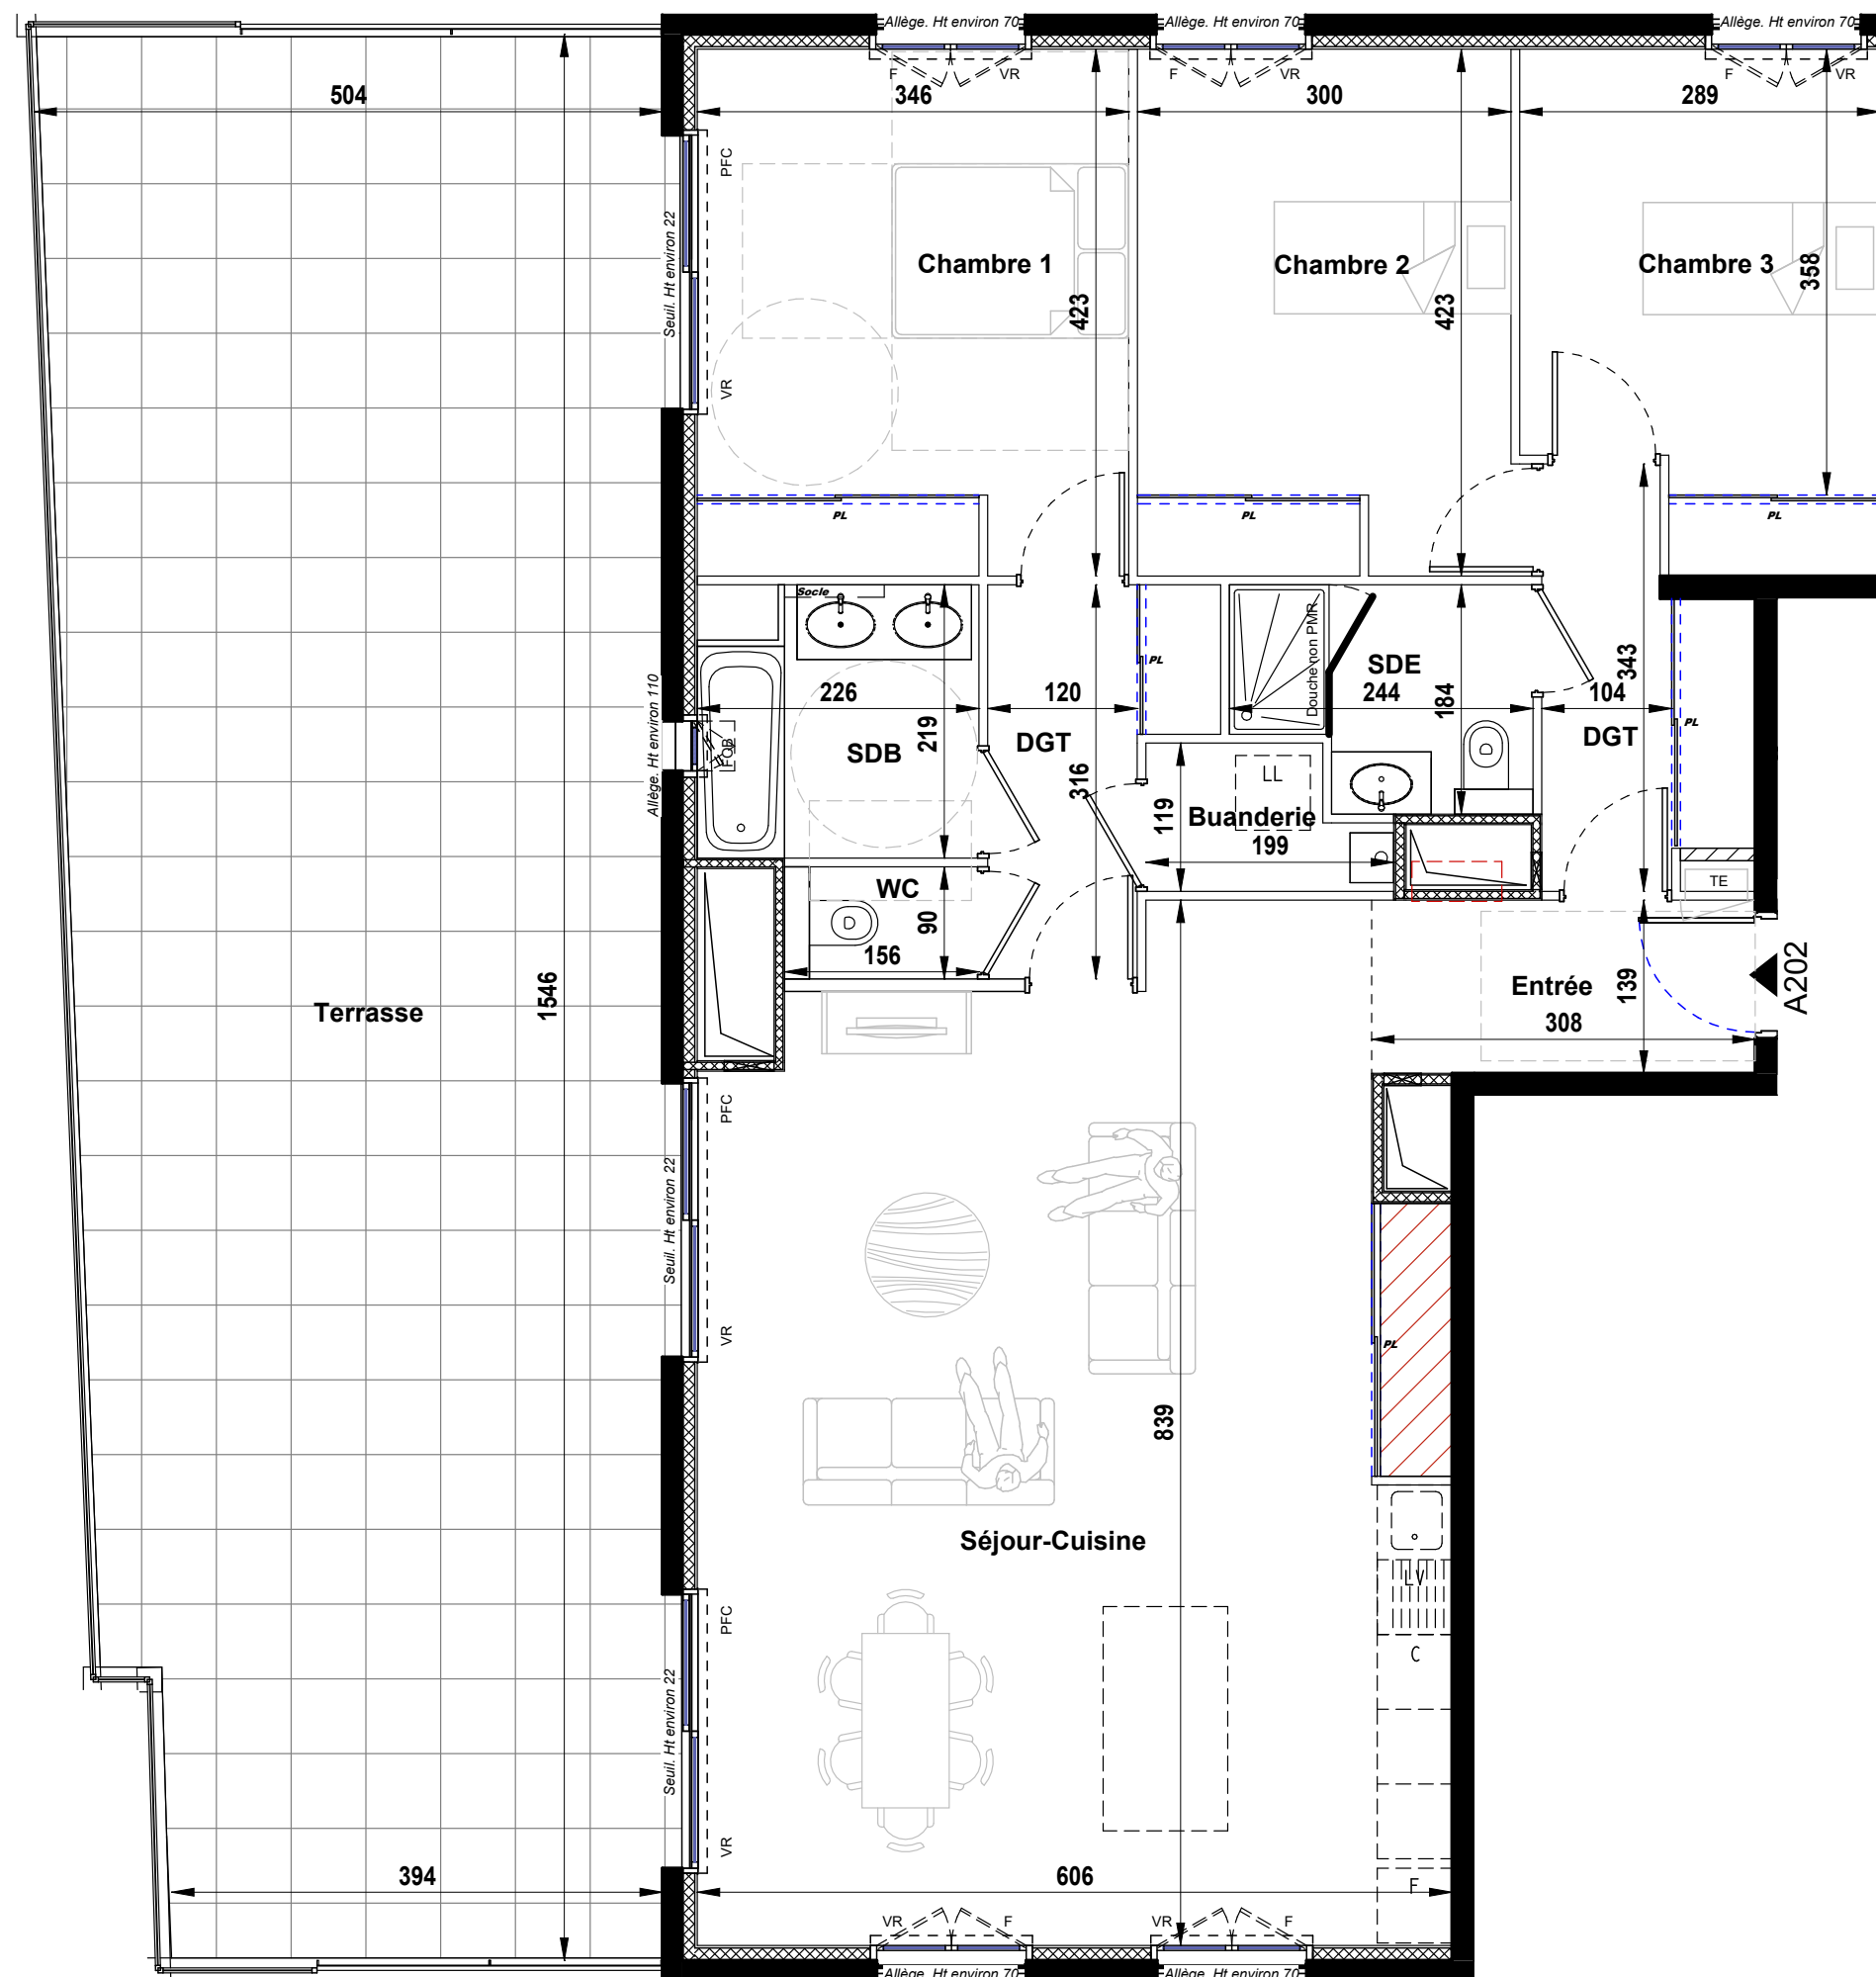 Allège. Ht environ 70
Allège. Ht environ 70
Allège. Ht environ 70
F
VR
F
VR
F
VR
504
346
300
289
PFC
Seuil. Ht environ 22
VR
Chambre 1
Chambre 2
Chambre 3
423
423
358
PL
PL
PL
Socle
Douche non PMR
PL
SDE
343
226
120
244
184
104
PL
Allège. Ht environ 110
FOB
SDB
219
DGT
DGT
316
LL
119
Buanderie
199
WC
90
156
TE
Terrasse
1546
Entrée
139
308
A202
PFC
Seuil. Ht environ 22
VR
PL
839
Séjour-Cuisine
LV
C
PFC
Seuil. Ht environ 22
VR
394
606
F
VR
F
VR
F
Allège. Ht environ 70
Allège. Ht environ 70